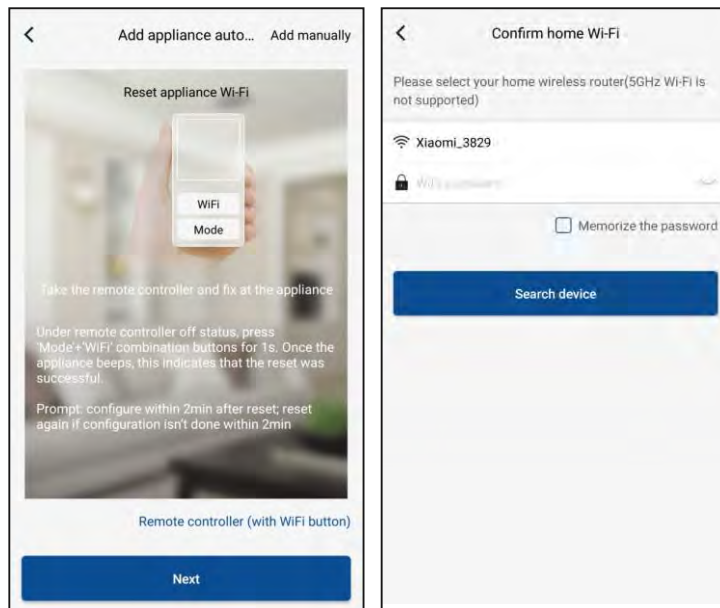 Add appliance auto... Add manually
Reset appliance Wi-Fi
WiFi
Mode
Take the remote controller and fix at the appliance
Under remote controller off status, press
'Mode'+'WiFi' combination buttons for 1s. Once the
appliance beeps, this indicates that the reset was
successful.
Prompt: configure within 2min after reset; reset
again if configuration isn't done within 2min
Remote controller (with WiFi button)
Next
Confirm home Wi-Fi
Please select your home wireless router(5GHz Wi-Fi is
not supported)
Xiaomi_3829
Memorize the password
Search device